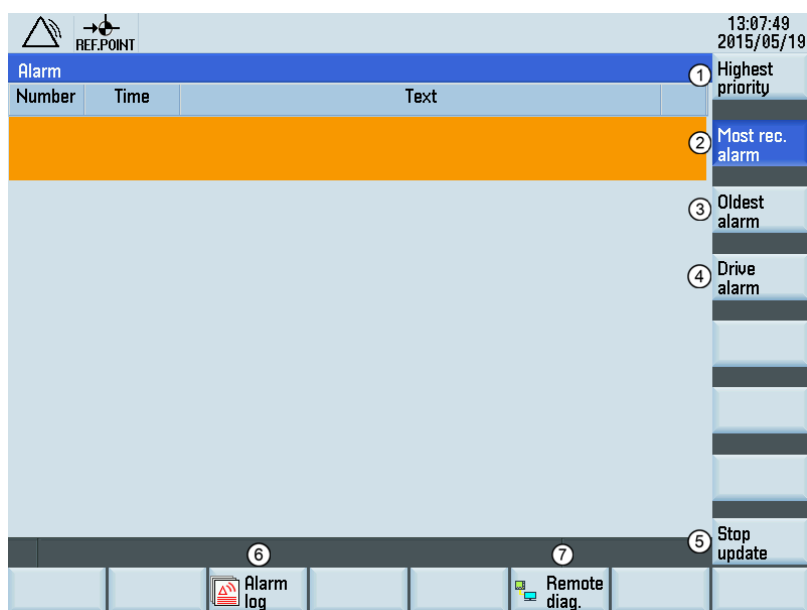 13:07:49
REF.POINT
2015/05/19
Alarm
1
Highest
priority
Number Time Text
2
Most rec.
alarm
3
Oldest
alarm
4
Drive
alarm
5
Stop
update
6
7
Alarm
log
Remote
diag.